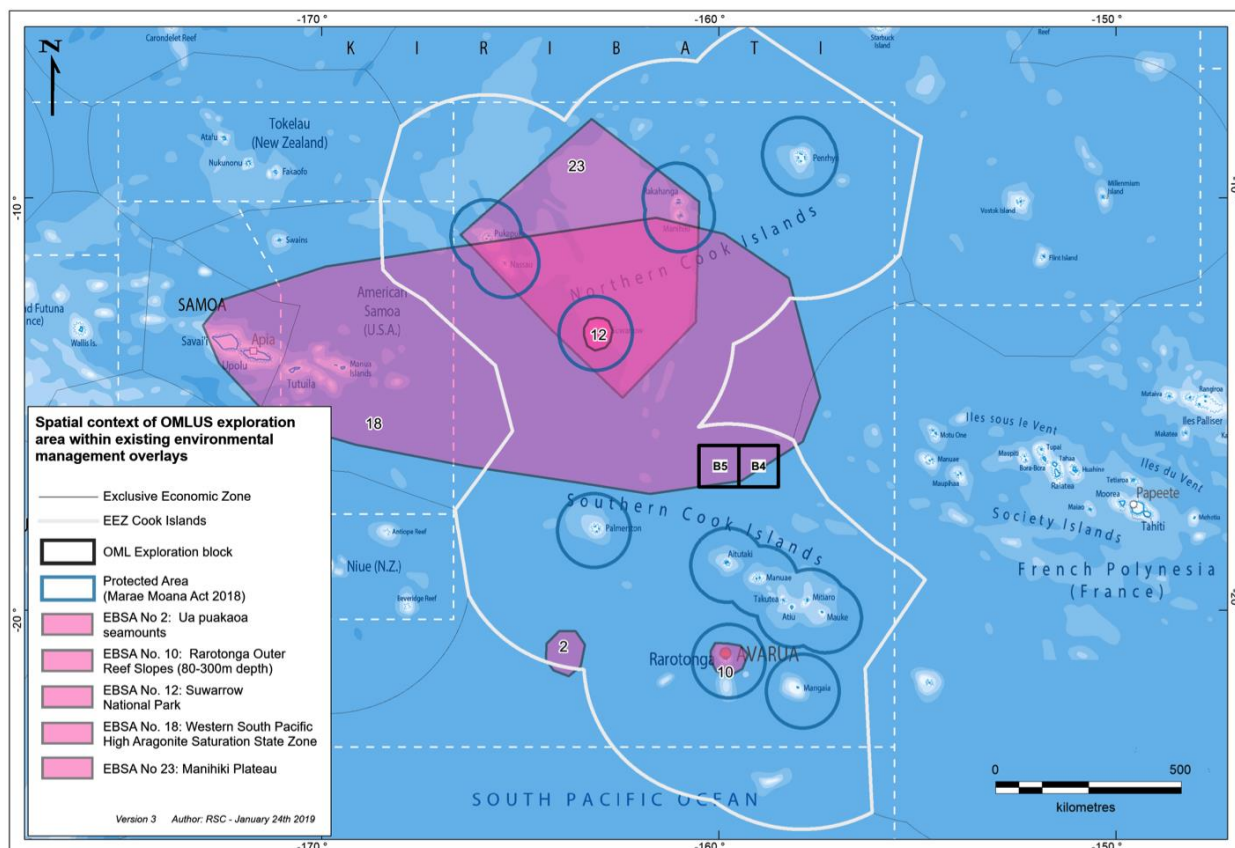 -170 °
-160 °
-150 °
Carondelet Reef
K I R I B A T I
Starbuck
Island
Reef
N
Tokelau
(New Zealand)
Atafu
Nukunonu
Fakaofo
23
Penrhyn
-10 °
Millennium
Island
Vostok Island
Flint Island
Swains
Pukapuka
Nassau
Northern Cook Islands
SAMOA
American
Samoa
(U.S.A.)
Wallis Is.
Savai'i
Apia
Upolu
Tutuila
Manua
Islands
12
18
Rangiroa
Mataiva
Iles Palliser
Makatea
Iles sous le Vent
Motu One
Manuae
Maupiti
Maupihaa
Tupai
Bora-Bora
Tahaa
Raiatea
Huahine
Iles du Vent
Tetiaroa
Moorea
Papeete
Maiao
Tahiti
Mehetia
Society Islands
French Polynesia
(France)
B5
B4
Southern Cook Islands
Palmerston
Aitutaki
Manuae
Takutea
Mitiaro
Atiu
Mauke
Antiope Reef
Niue (N.Z.)
Beveridge Reef
-20 °
-20 °
2
Rarotonga
AVARUA
10
Mangaia
SOUTH PACIFIC OCEAN
0
500
kilometres
Spatial context of OMLUS exploration
area within existing environmental
management overlays
Exclusive Economic Zone
EEZ Cook Islands
OML Exploration block
Protected Area
(Marae Moana Act 2018)
EBSA No 2: Ua puakaoa
seamounts
EBSA No. 10: Rarotonga Outer
Reef Slopes (80-300m depth)
EBSA No. 12: Suwarrow
National Park
EBSA No. 18: Western South Pacific
High Aragonite Saturation State Zone
EBSA No 23: Manihiki Plateau
Version 3 Author: RSC - January 24th 2019
-170 °
-160 °
-150 °